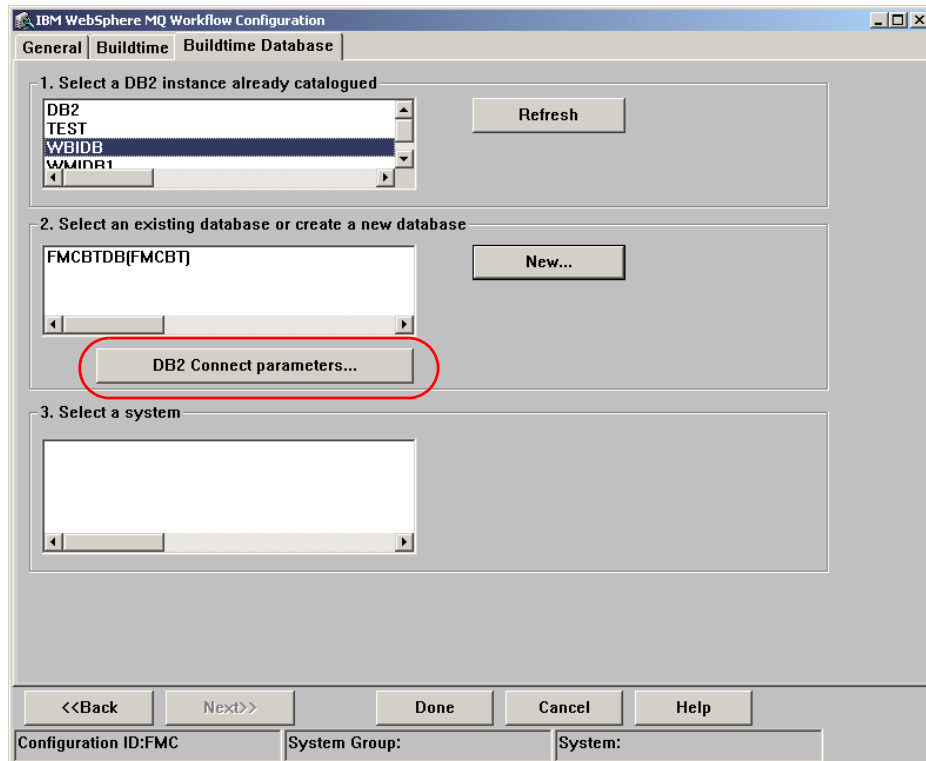 IBM WebSphere MQ Workflow Configuration
General Buildtime Buildtime Database
1. Select a DB2 instance already catalogued
DB2
TEST
WBIDB
WMIDB1
Refresh
2. Select an existing database or create a new database
FMCBTDB(FMCBT)
New...
DB2 Connect parameters...
3. Select a system
<<Back Next>> Done Cancel Help
Configuration ID:FMC System Group: System: